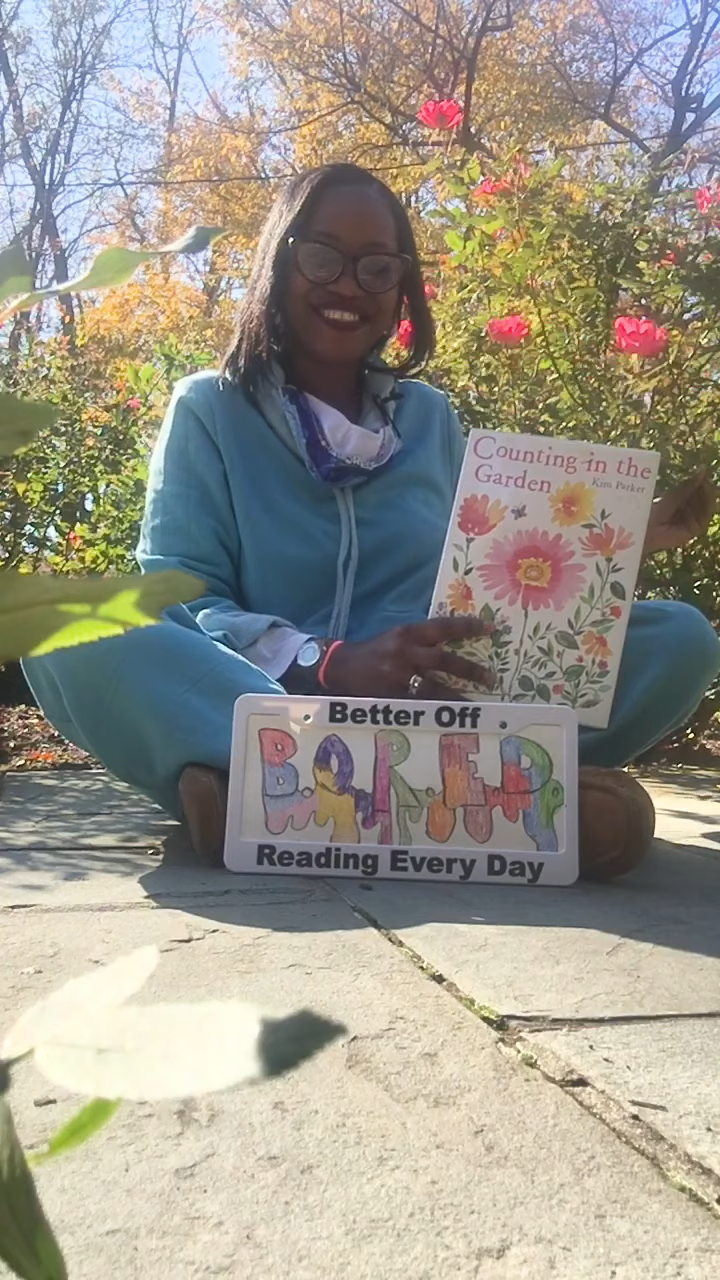 Counting in the
Garden
Kim Parker
Better Off
B.O.R.E.D.
Reading Every Day